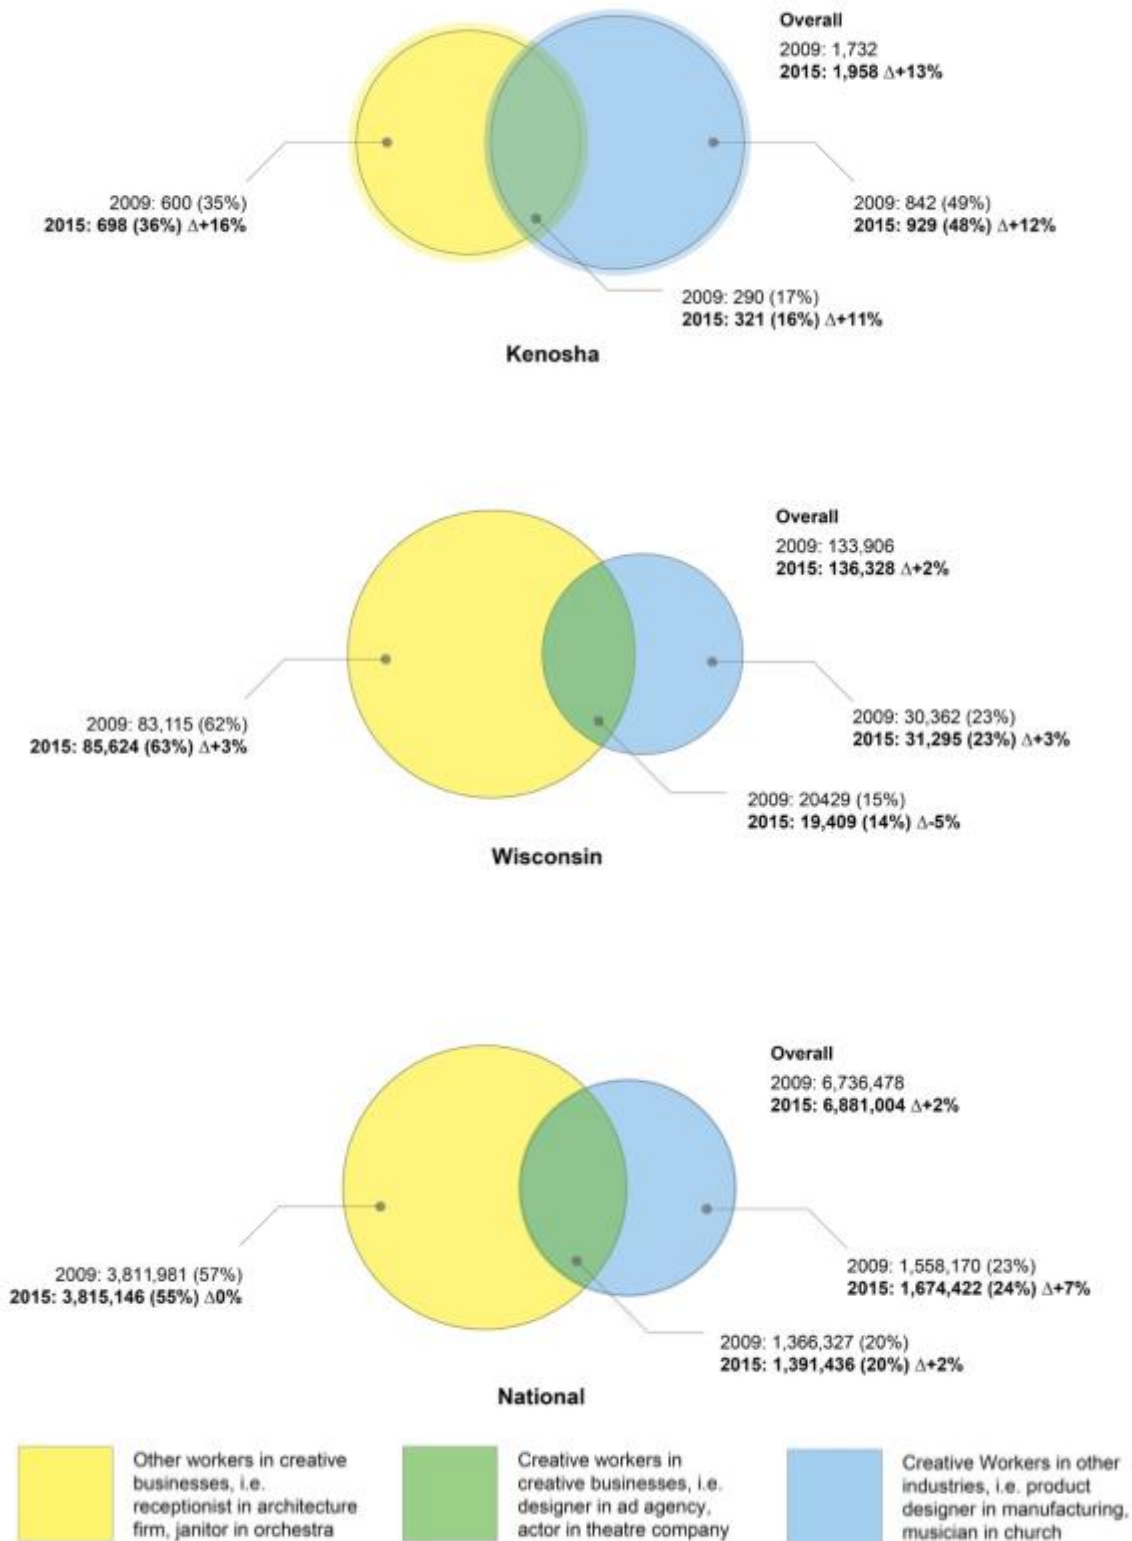 Overall
2009: 1,732
2015: 1,958 Δ+13%
2009: 600 (35%)
2015: 698 (36%) Δ+16%
2009: 842 (49%)
2015: 929 (48%) Δ+12%
2009: 290 (17%)
2015: 321 (16%) Δ+11%
Kenosha
Overall
2009: 133,906
2015: 136,328 Δ+2%
2009: 83,115 (62%)
2015: 85,624 (63%) Δ+3%
2009: 30,362 (23%)
2015: 31,295 (23%) Δ+3%
2009: 20429 (15%)
2015: 19,409 (14%) Δ-5%
Wisconsin
Overall
2009: 6,736,478
2015: 6,881,004 Δ+2%
2009: 3,811,981 (57%)
2015: 3,815,146 (55%) Δ0%
2009: 1,558,170 (23%)
2015: 1,674,422 (24%) Δ+7%
2009: 1,366,327 (20%)
2015: 1,391,436 (20%) Δ+2%
National
Other workers in creative
businesses, i.e.
receptionist in architecture
firm, janitor in orchestra
Creative workers in
creative businesses, i.e.
designer in ad agency,
actor in theatre company
Creative Workers in other
industries, i.e. product
designer in manufacturing,
musician in church